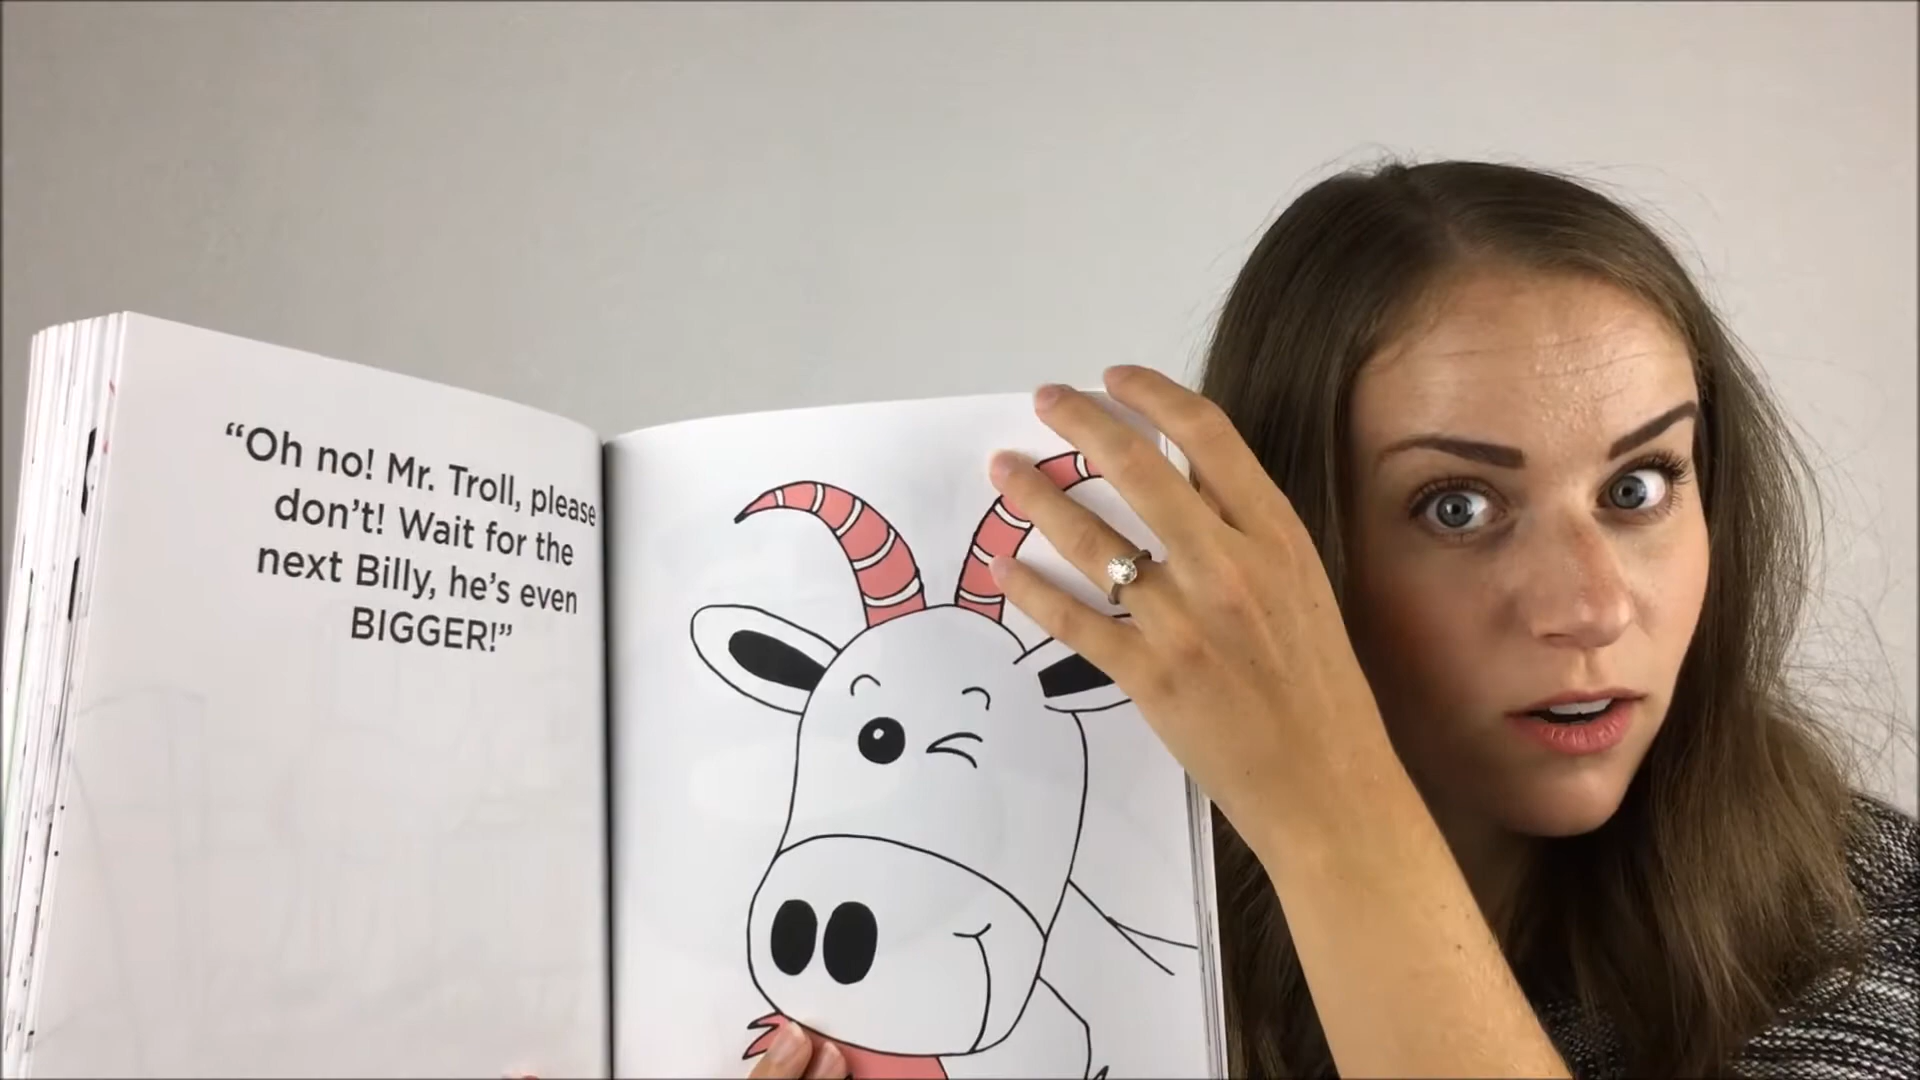 “Oh no! Mr. Troll, please
don’t! Wait for the
next Billy, he’s even
BIGGER!”